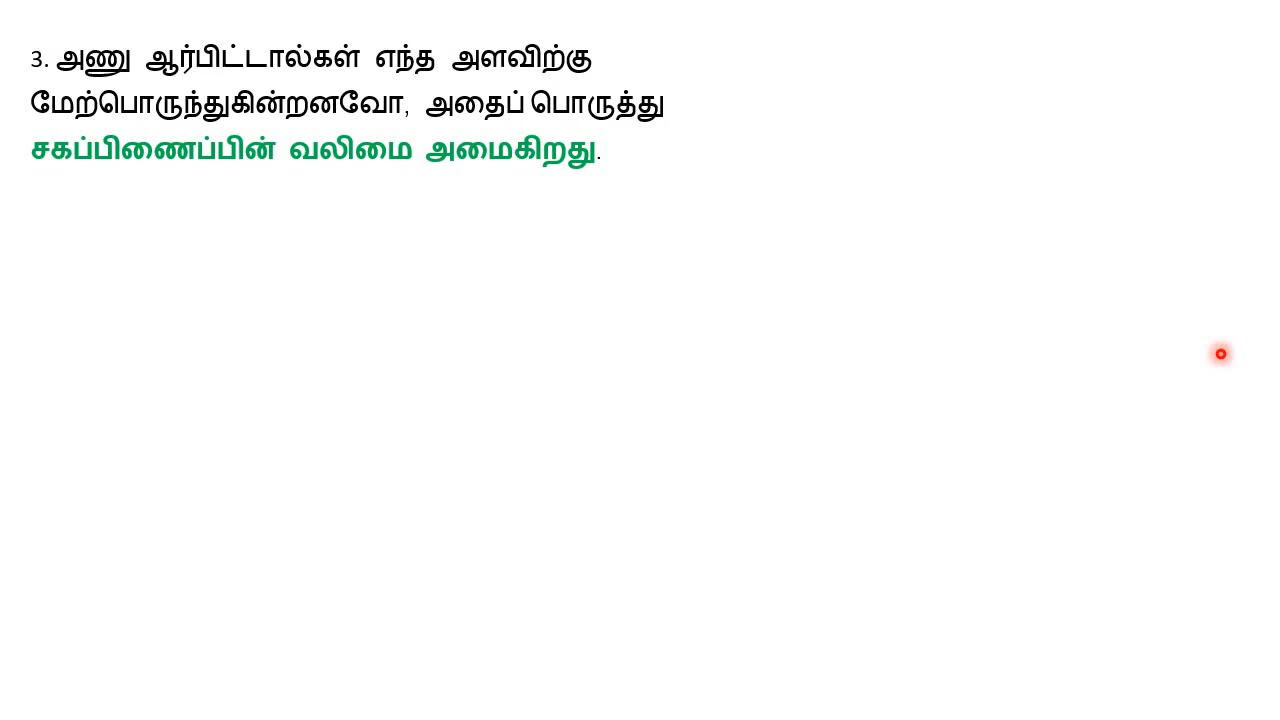 3. அணு ஆர்பிட்டால்கள் எந்த அளவிற்கு
மேற்பொருந்துகின்றனவோ, அதைப் பொருத்து
சகப்பிணைப்பின் வலிமை அமைகிறது.